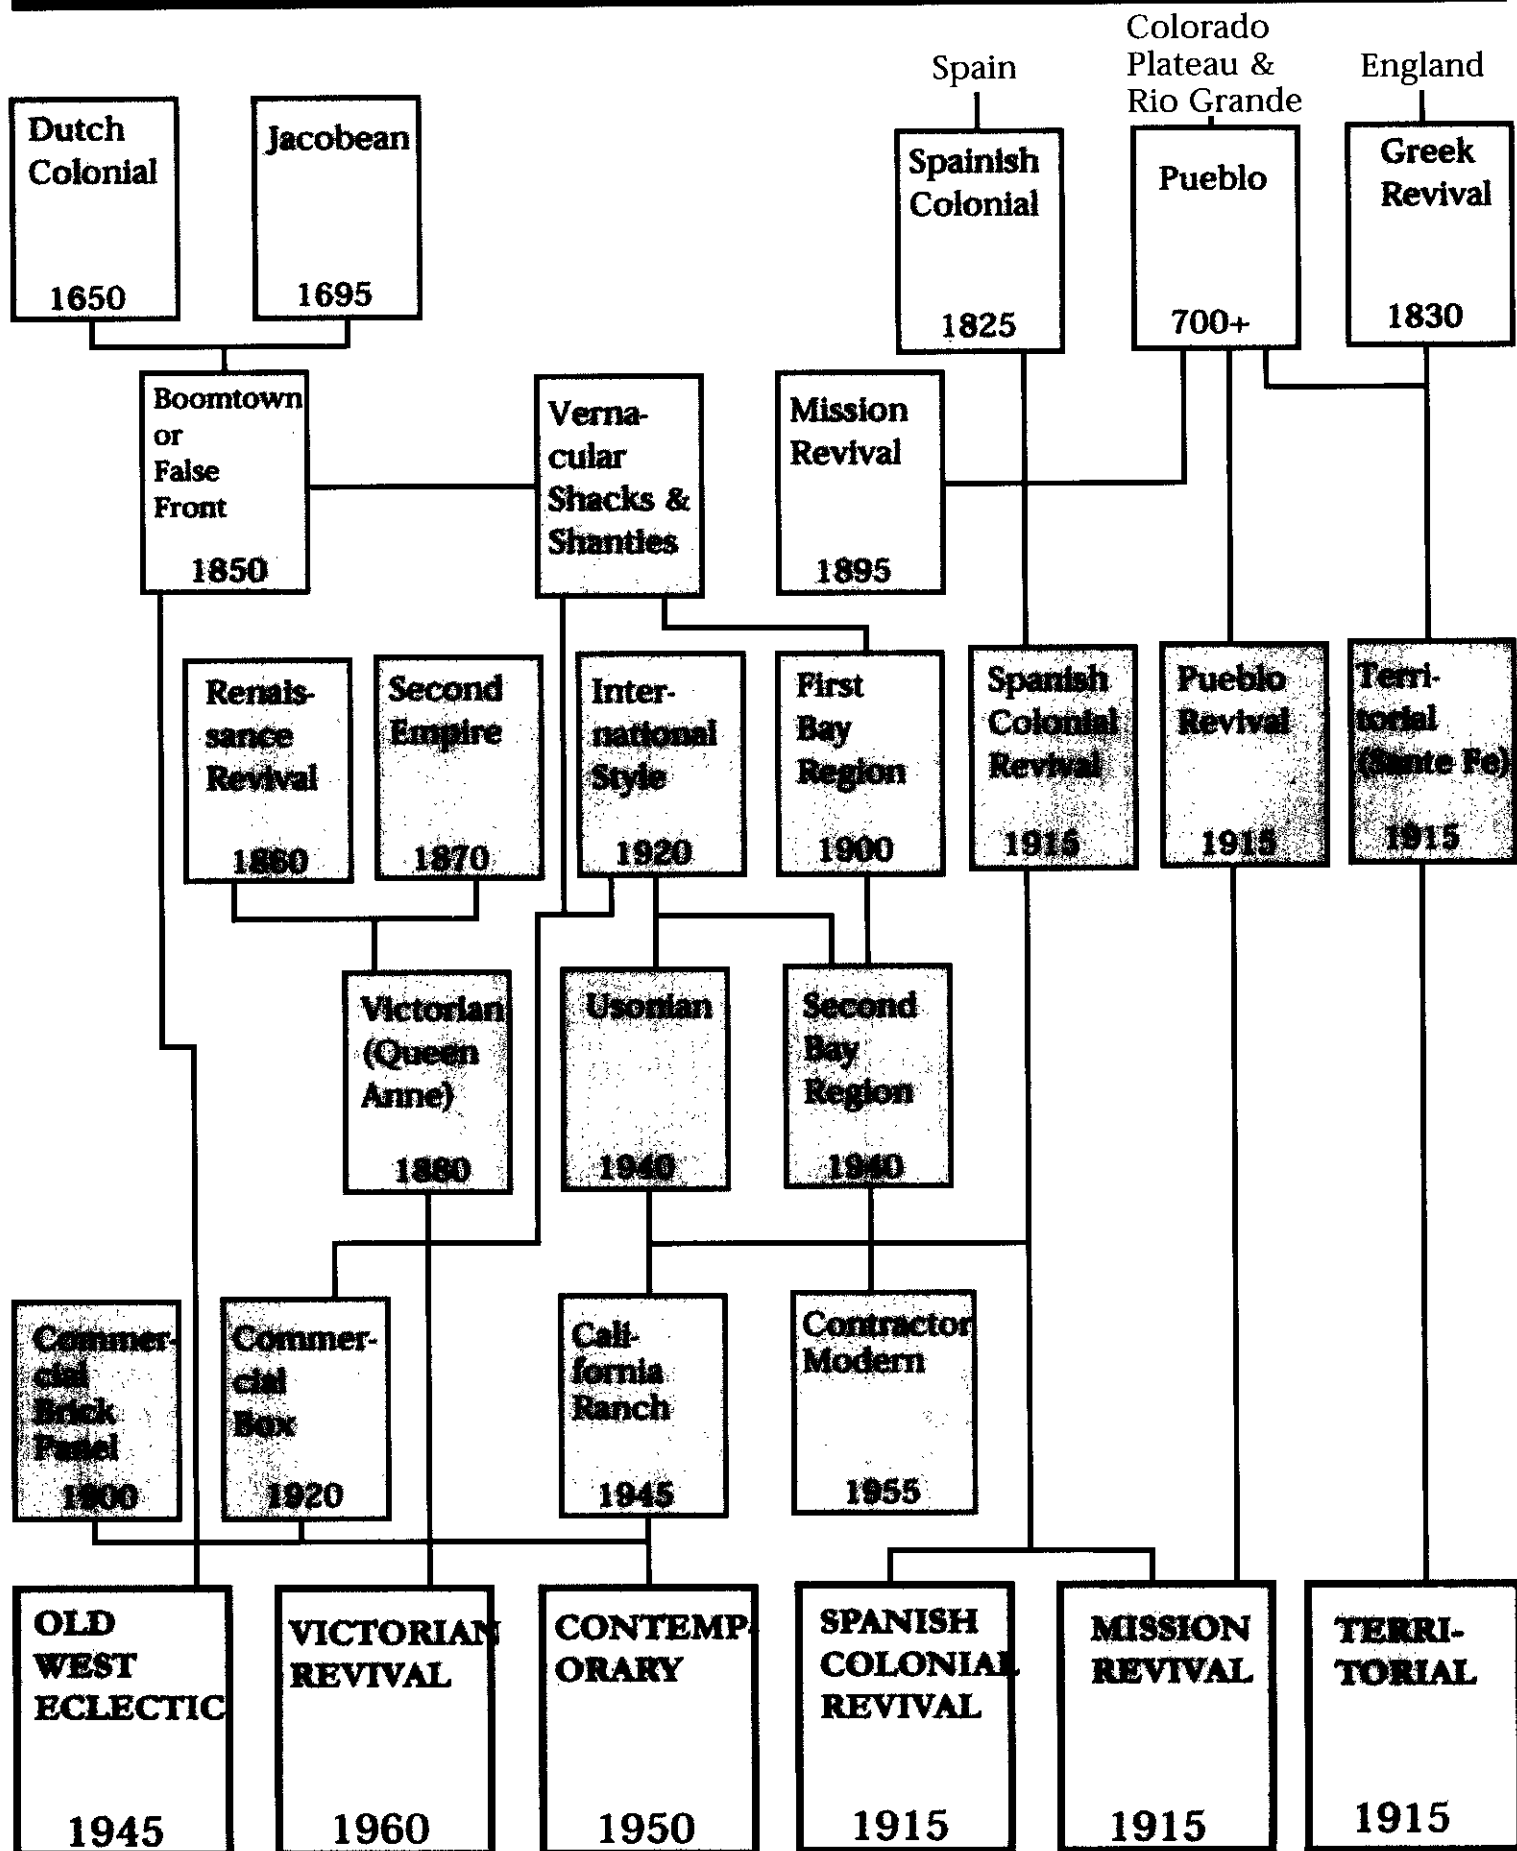 Spain
Colorado
Plateau &
Rio Grande
England
Dutch
Colonial
1650
Jacobean
1695
Spainish
Colonial
1825
Pueblo
700+
Greek
Revival
1830
Boomtown
or
False
Front
1850
Verna-
cular
Shacks &
Shanties
Mission
Revival
1895
Renais-
sance
Revival
1860
Second
Empire
1870
Inter-
national
Style
1920
First
Bay
Region
1900
Spanish
Colonial
Revival
1915
Pueblo
Revival
1915
Terri-
torial
(Sante Fe)
1915
Victorian
(Queen
Anne)
1880
Usonian
1940
Second
Bay
Region
1940
Commer-
cial
Brick
Panel
1900
Commer-
cial
Box
1920
Cali-
fornia
Ranch
1945
Contractor
Modern
1955
OLD
WEST
ECLECTIC
1945
VICTORIAN
REVIVAL
1960
CONTEMP-
ORARY
1950
SPANISH
COLONIAL
REVIVAL
1915
MISSION
REVIVAL
1915
TERRI-
TORIAL
1915